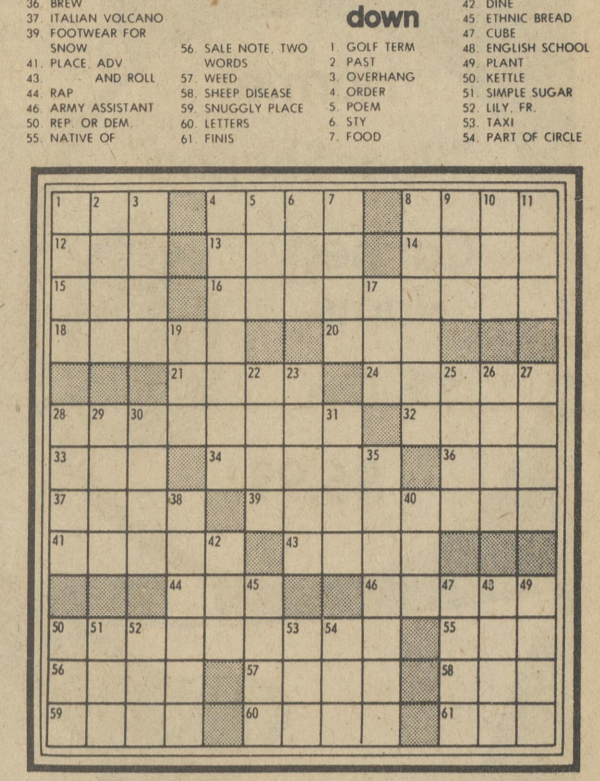 36. BREW
37. ITALIAN VOLCANO
39. FOOTWEAR FOR
SNOW
41. PLACE, ADV
43. AND ROLL
44. RAP
46 ARMY ASSISTANT
50 REP. OR DEM.
55. NATIVE OF
56. SALE NOTE, TWO
WORDS
57. WEED
58. SHEEP DISEASE
59. SNUGGLY PLACE
60. LETTERS
61. FINIS
down
1 GOLF TERM
2 PAST
3. OVERHANG
4. ORDER
5. POEM
6. STY
7. FOOD
42. DINE
45 ETHNIC BREAD
47. CUBE
48. ENGLISH SCHOOL
49. PLANT
50. KETTLE
51. SIMPLE SUGAR
52. LILY, FR.
53. TAXI
54. PART OF CIRCLE
1 2 3 4 5 6 7 8 9 10 11
12 13 14
15 16 17
18 19 20
21 22 23 24 25 26 27
28 29 30 31 32
33 34 35 36
37 38 39 40
41 42 43
44 45 46 47 48 49
50 51 52 53 54 55
56 57 58
59 60 61